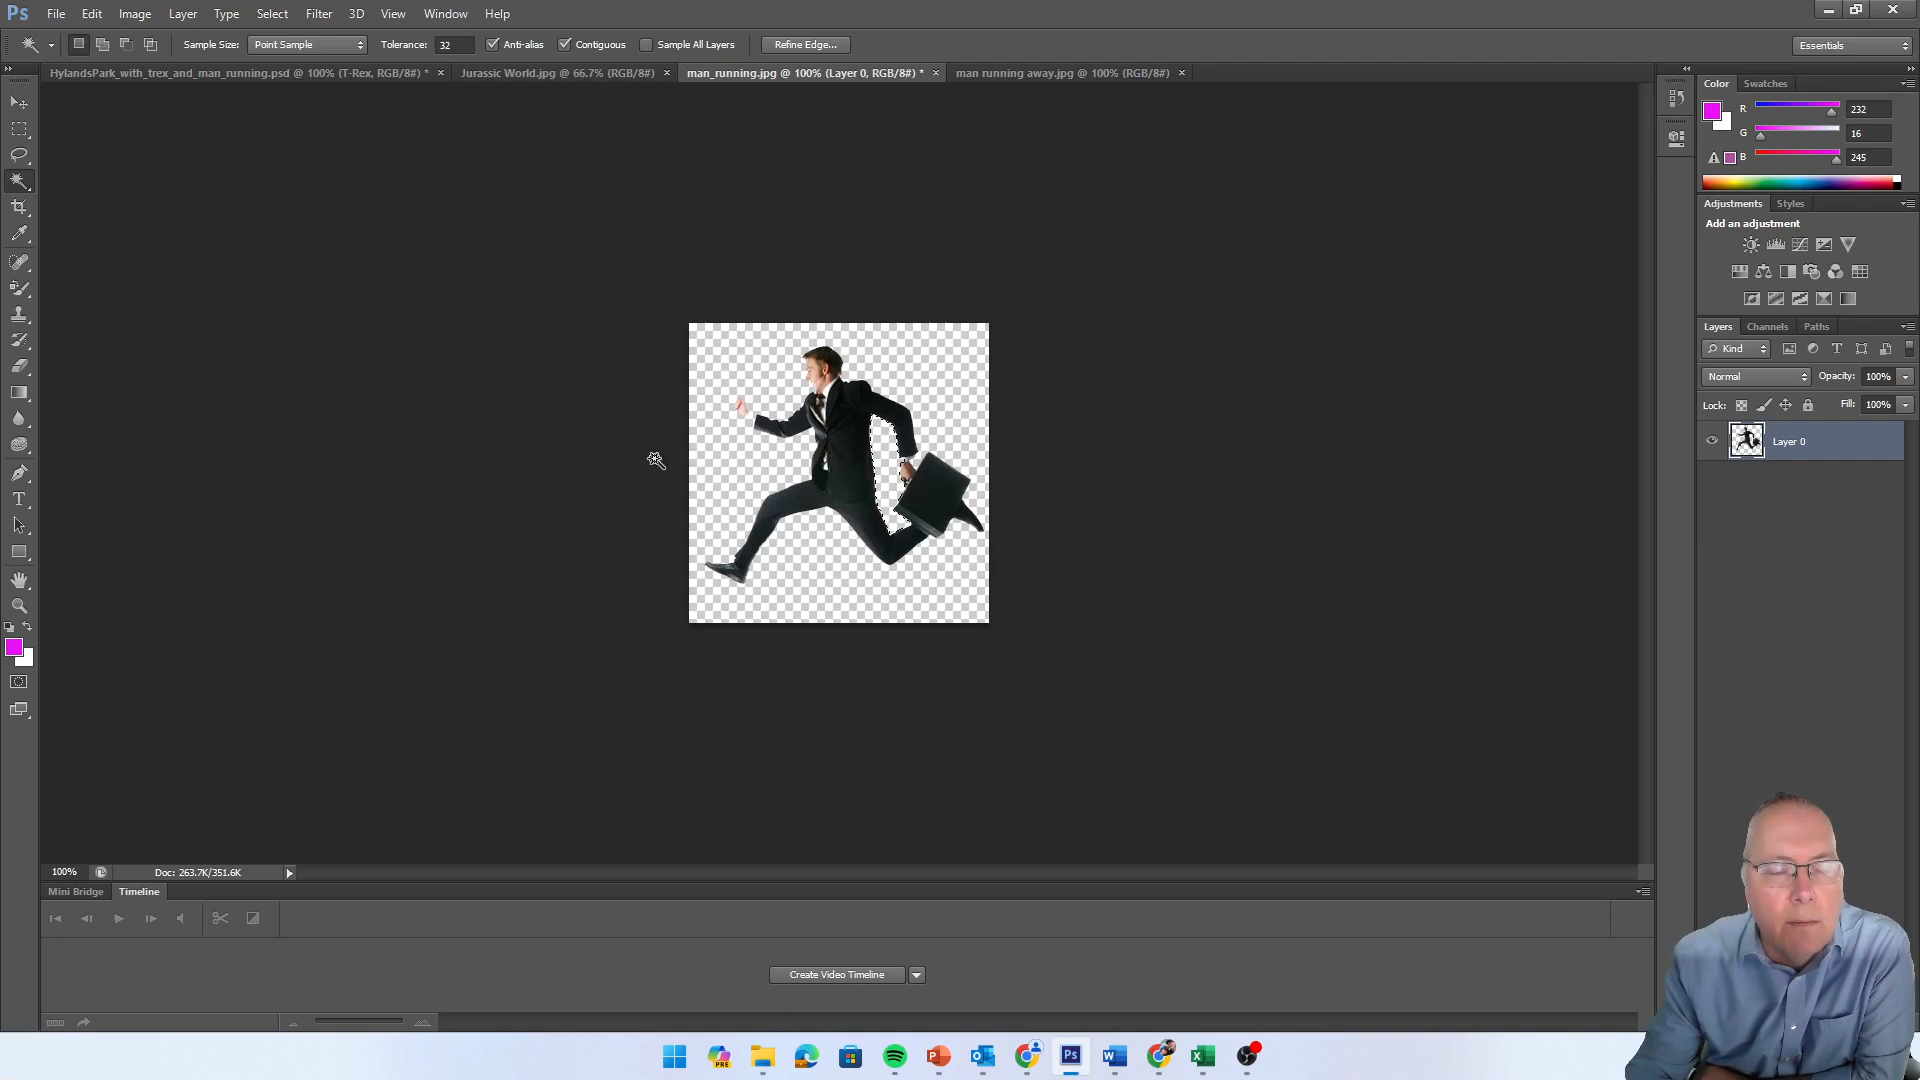 Ps File Edit Image Layer Type Select Filter 3D View Window Help
Sample Size: Point Sample Tolerance: 32 Anti-alias Contiguous Sample All Layers Refine Edge... Essentials
HylandsPark_with_trex_and_man_running.psd @ 100% (T-Rex, RGB/8#) * × Jurassic World.jpg @ 66.7% (RGB/8#) × man_running.jpg @ 100% (Layer 0, RGB/8#) * × man running away.jpg @ 100% (RGB/8#) ×
Color Swatches
R 232
G 16
B 245
Adjustments Styles
Add an adjustment
Layers Channels Paths
Kind
Normal Opacity: 100%
Lock: Fill: 100%
Layer 0
100% Doc: 263.7K/351.6K
Mini Bridge Timeline
Create Video Timeline
PRE